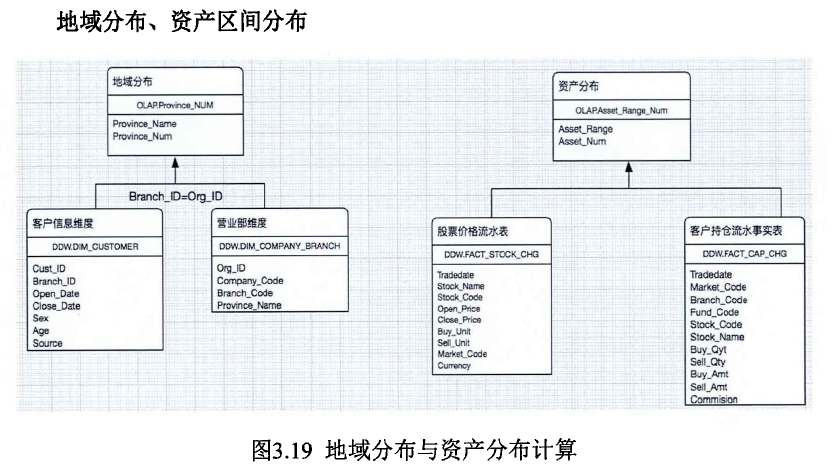 地域分布、资产区间分布
地域分布
OLAP.Province_NUM
Province_Name
Province_Num
资产分布
OLAP.Asset_Range_Num
Asset_Range
Asset_Num
Branch_ID=Org_ID
客户信息维度
DDW.DIM_CUSTOMER
Cust_ID
Branch_ID
Open_Date
Close_Date
Sex
Age
Source
营业部维度
DDW.DIM_COMPANY_BRANCH
Org_ID
Company_Code
Branch_Code
Province_Name
股票价格流水表
DDW.FACT_STOCK_CHG
Tradedate
Stock_Name
Stock_Code
Open_Price
Close_Price
Buy_Unit
Sell_Unit
Market_Code
Currency
客户持仓流水事实表
DDW.FACT_CAP_CHG
Tradedate
Market_Code
Branch_Code
Fund_Code
Stock_Code
Stock_Name
Buy_Qyt
Sell_Qty
Buy_Amt
Sell_Amt
Commision
图3.19 地域分布与资产分布计算